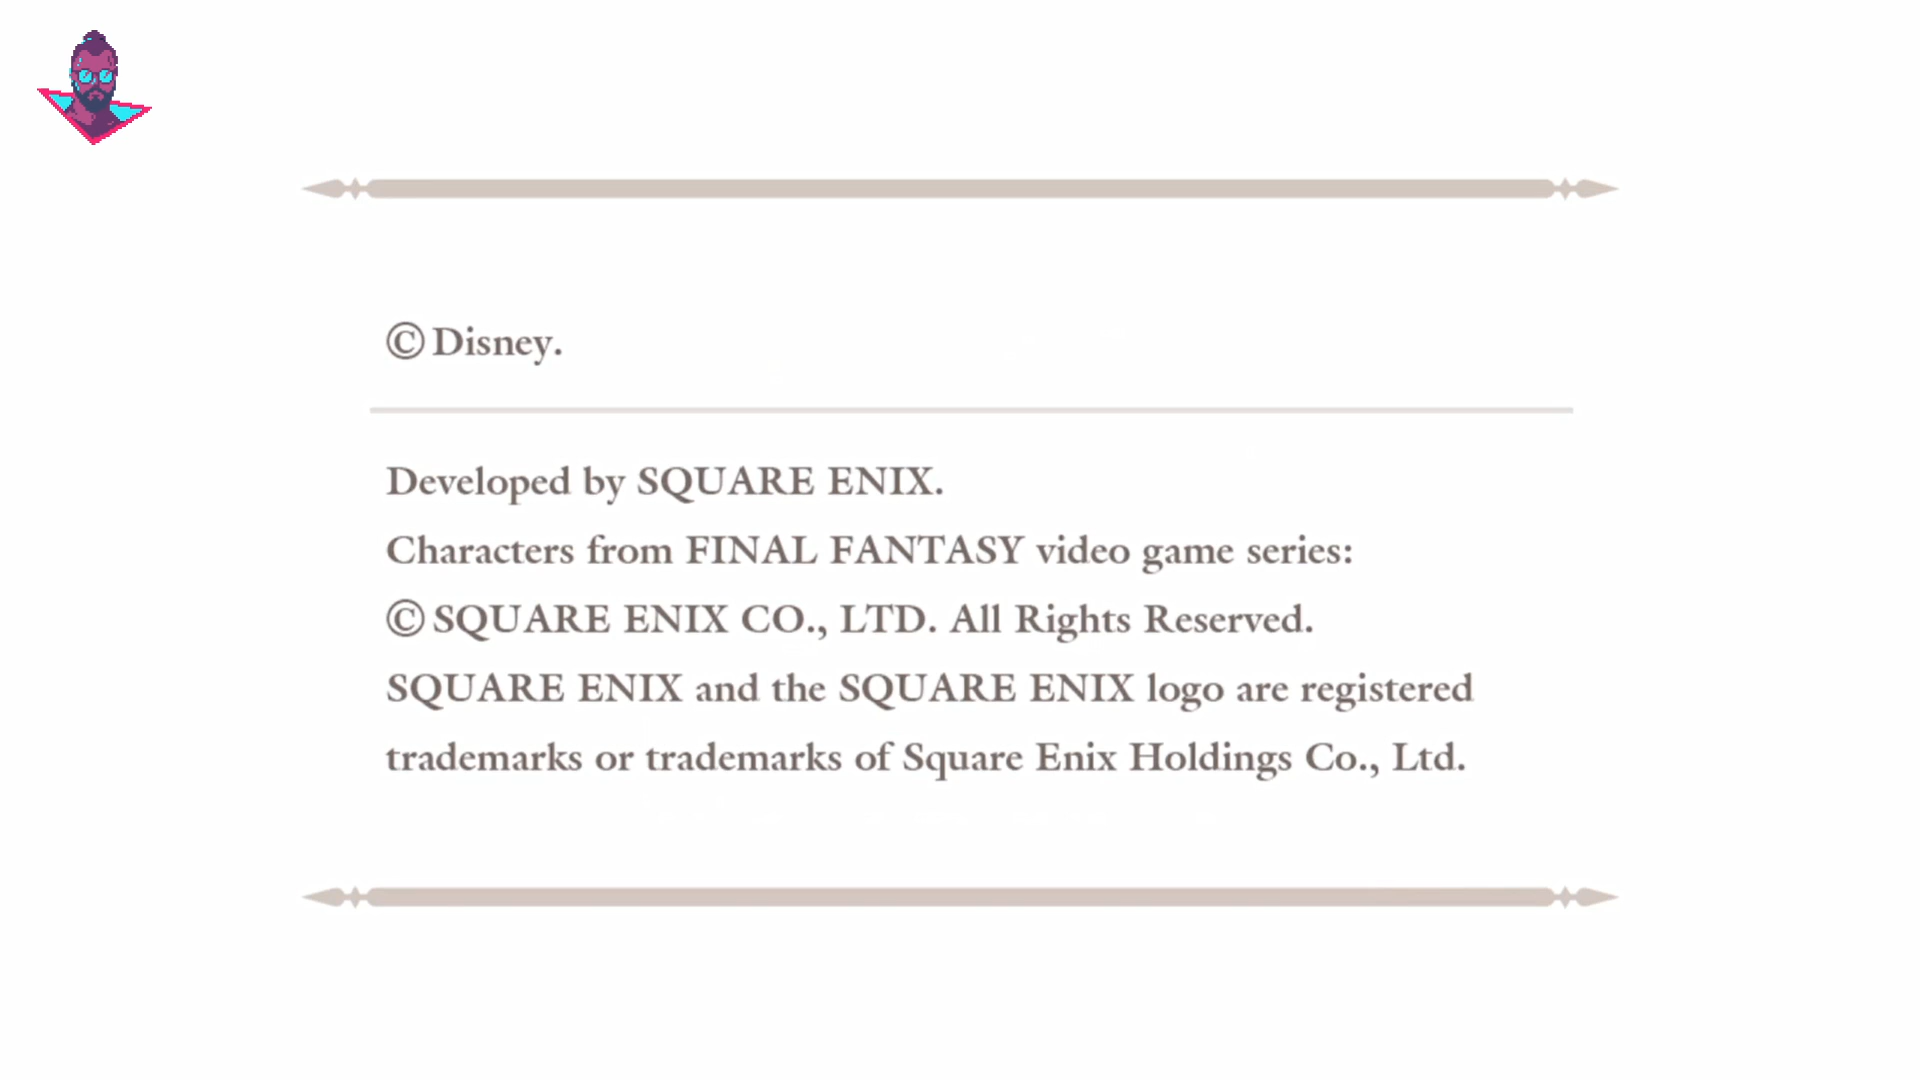 © Disney.
Developed by SQUARE ENIX.
Characters from FINAL FANTASY video game series:
© SQUARE ENIX CO., LTD. All Rights Reserved.
SQUARE ENIX and the SQUARE ENIX logo are registered
trademarks or trademarks of Square Enix Holdings Co., Ltd.